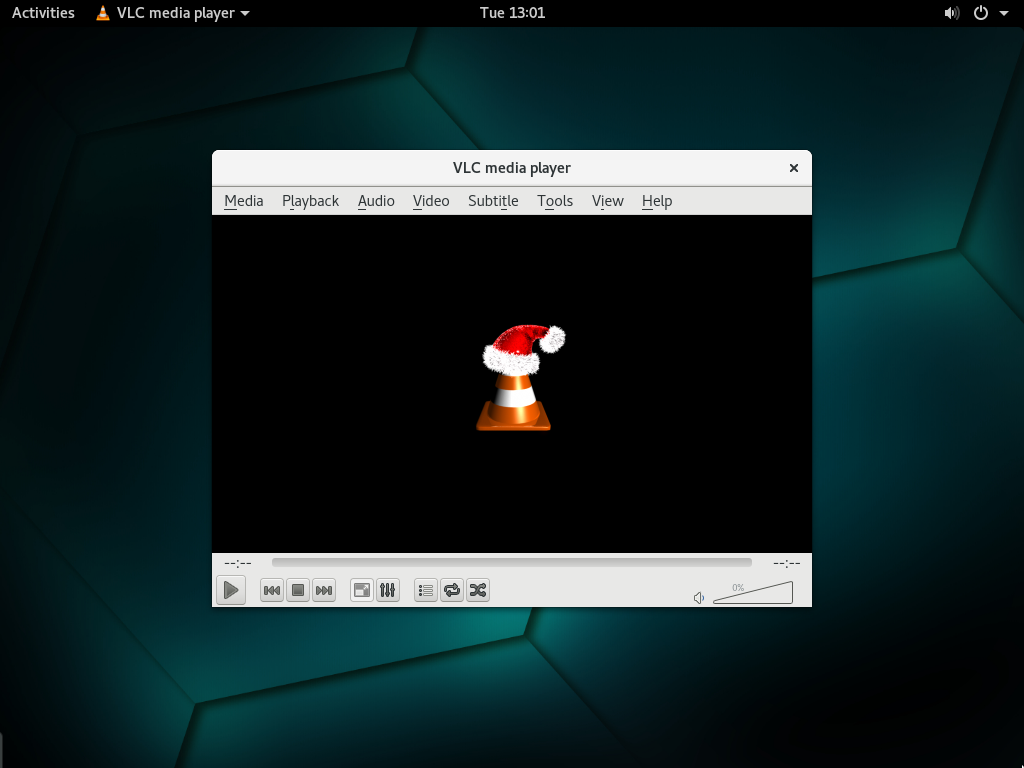 Activities VLC media player Tue 13:01
VLC media player
Media Playback Audio Video Subtitle Tools View Help
--:-- --:--
0%